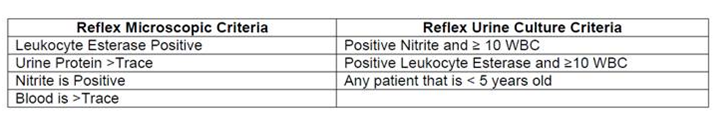 Reflex Microscopic Criteria Reflex Urine Culture Criteria
Leukocyte Esterase Positive Positive Nitrite and ≥ 10 WBC
Urine Protein >Trace Positive Leukocyte Esterase and ≥10 WBC
Nitrite is Positive Any patient that is < 5 years old
Blood is >Trace